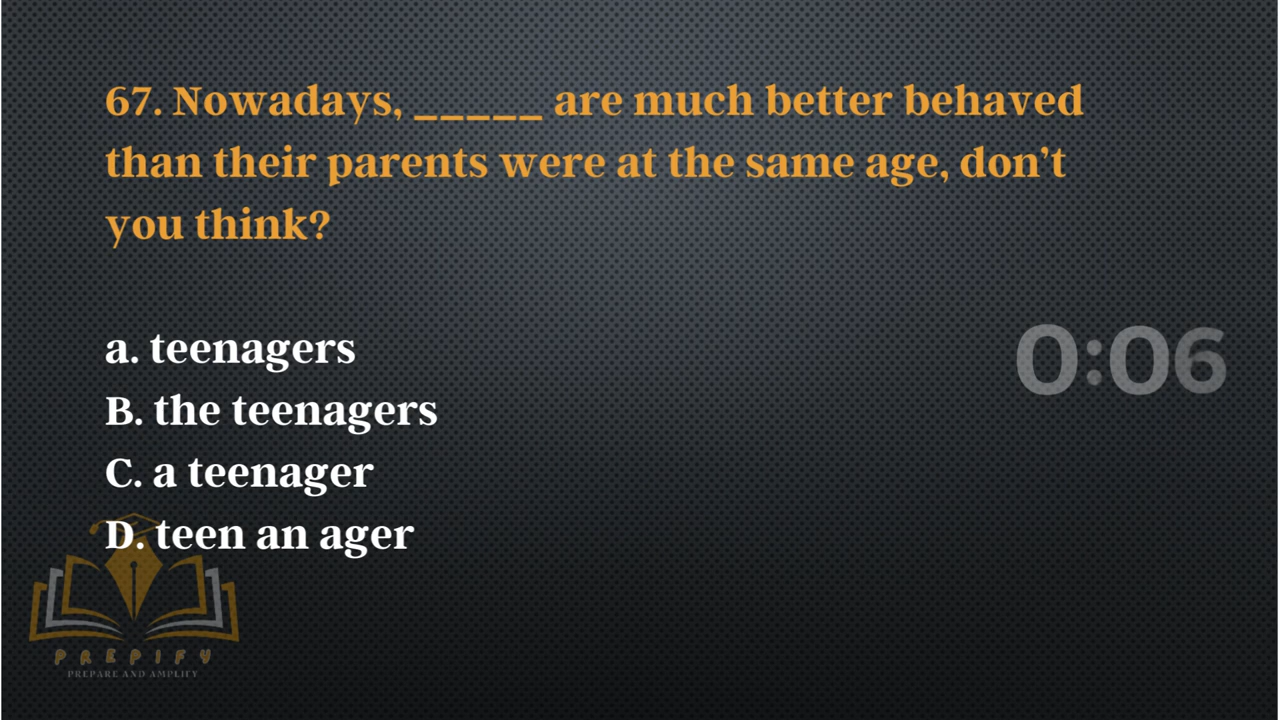 67. Nowadays, _____ are much better behaved
than their parents were at the same age, don't
you think?
a. teenagers
B. the teenagers
C. a teenager
D. teen an ager
0:06
PREPIFY
PREPARE AND AMPLIFY